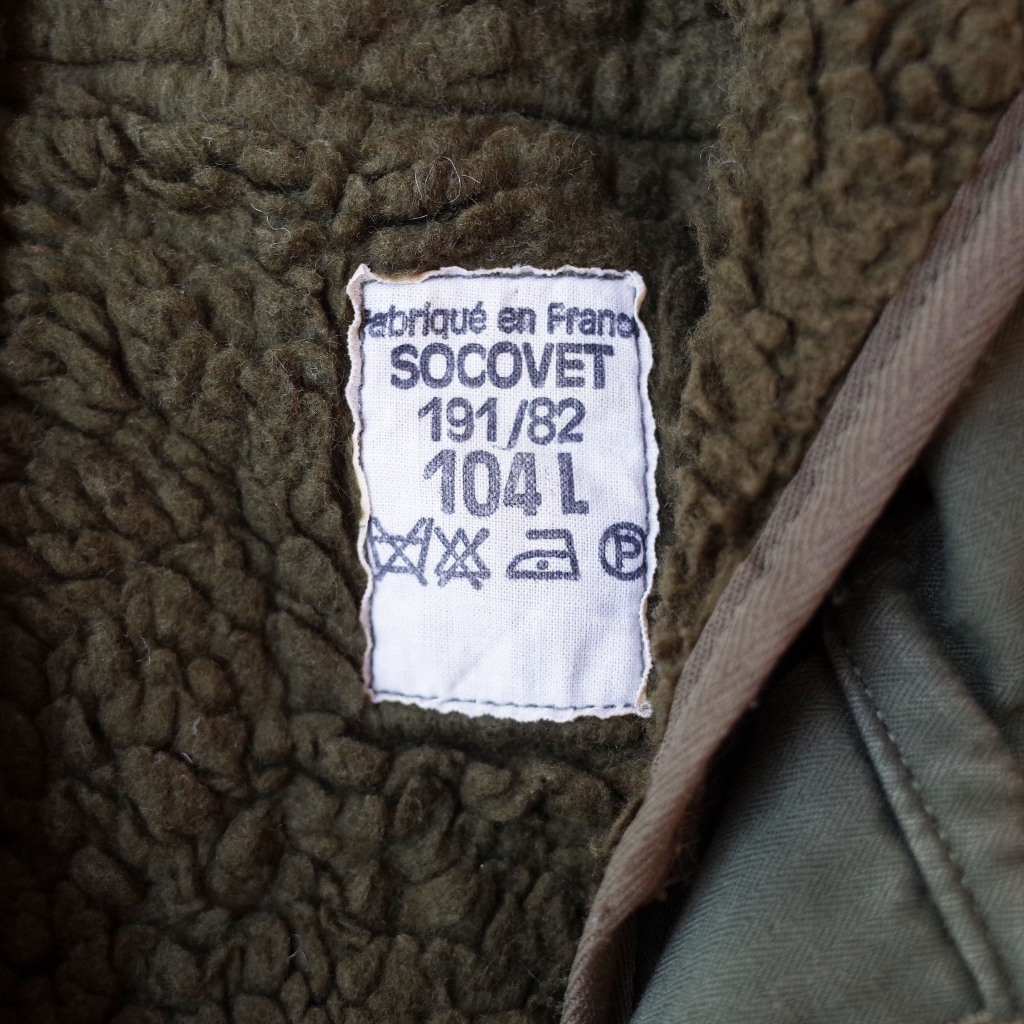 Fabriqué en France
SOCOVET
191/82
104 L
P